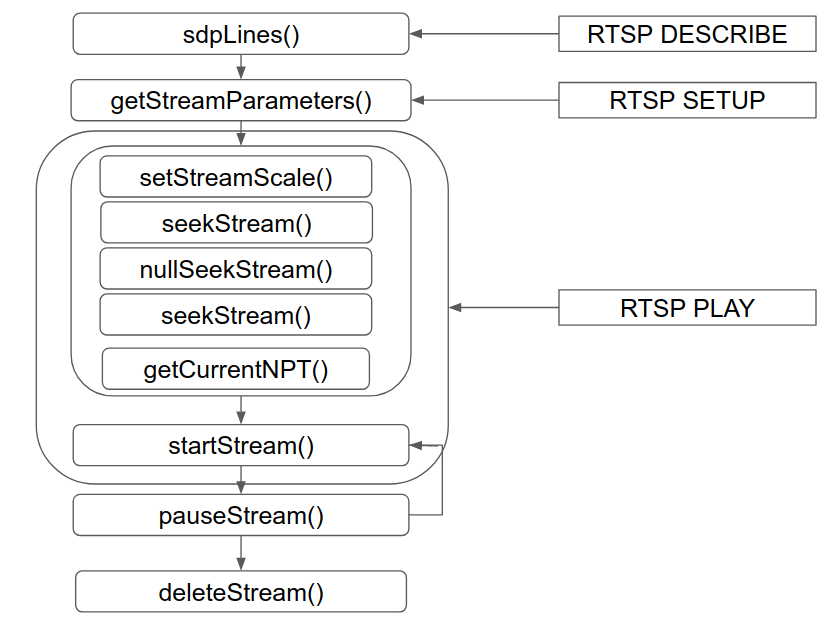 sdpLines()
RTSP DESCRIBE
getStreamParameters()
RTSP SETUP
setStreamScale()
seekStream()
nullSeekStream()
seekStream()
getCurrentNPT()
RTSP PLAY
startStream()
pauseStream()
deleteStream()